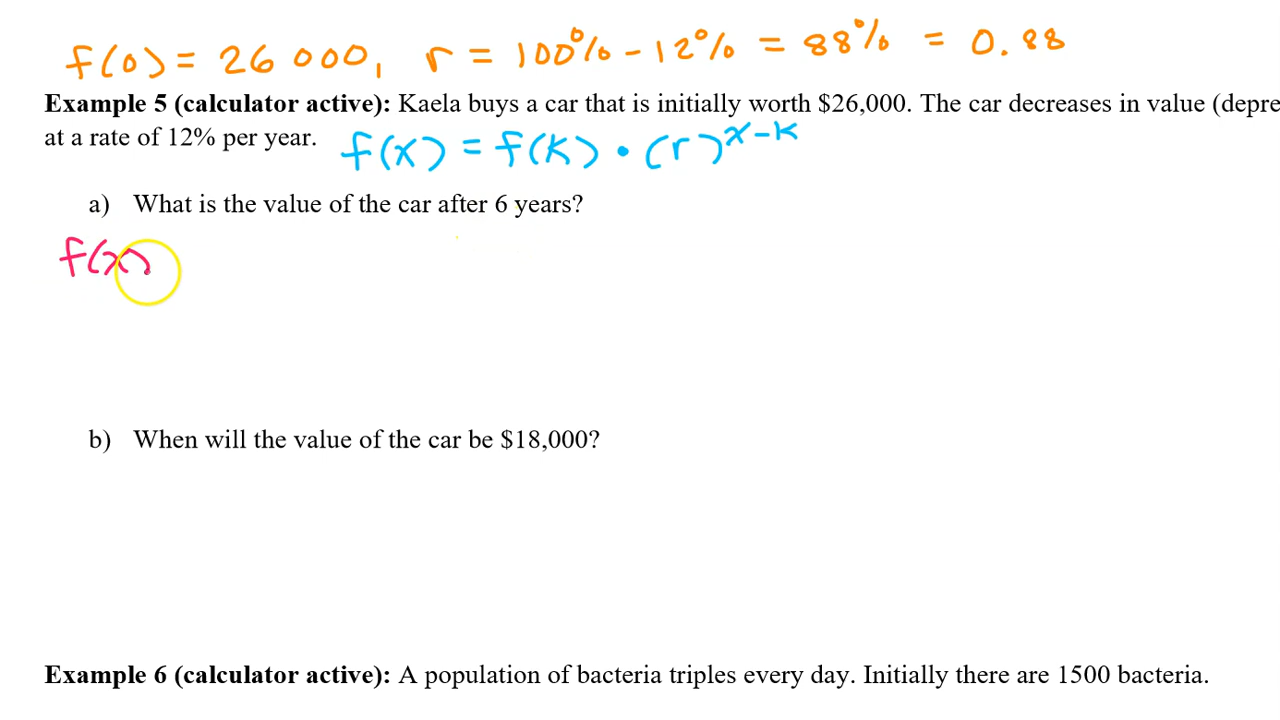 f(0) = 26 000, r = 100% - 12% = 88% = 0.88
Example 5 (calculator active): Kaela buys a car that is initially worth $26,000. The car decreases in value (depre
at a rate of 12% per year. f(x) = f(k) • (r)^x-k
a) What is the value of the car after 6 years?
f(x)
b) When will the value of the car be $18,000?
Example 6 (calculator active): A population of bacteria triples every day. Initially there are 1500 bacteria.